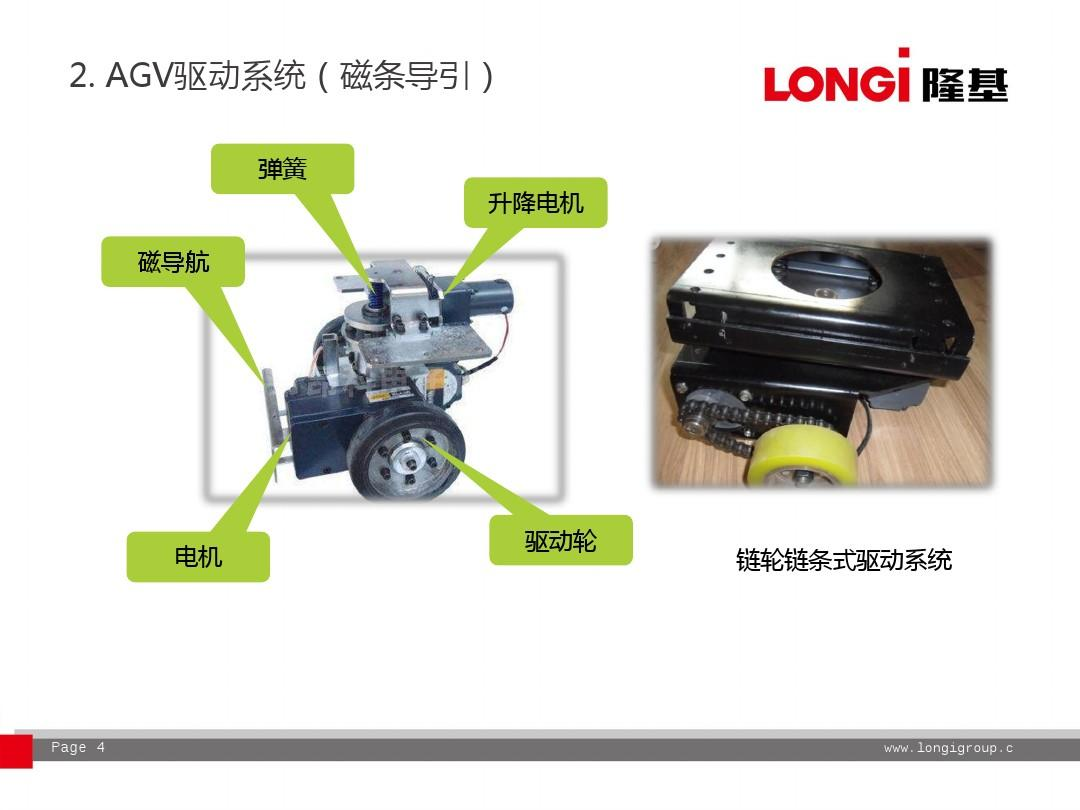 2. AGV驱动系统（磁条导引）
LONGi 隆基
弹簧
升降电机
磁导航
电机
驱动轮
链轮链条式驱动系统
Page 4
www.longigroup.c